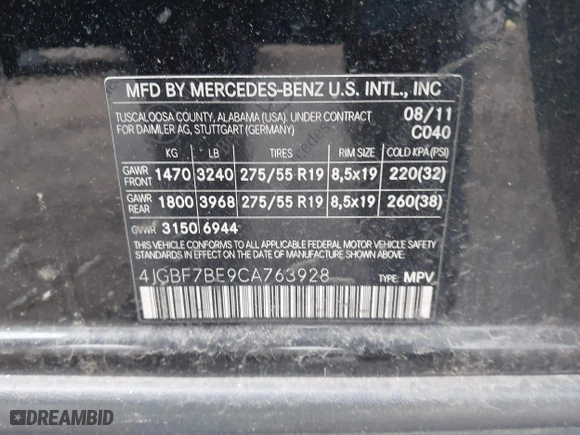 MFD BY MERCEDES-BENZ U.S. INTL., INC
TUSCALOOSA COUNTY, ALABAMA (USA). UNDER CONTRACT 08/11
FOR DAIMLER AG, STUTTGART (GERMANY) C040
KG LB TIRES RIM SIZE COLD KPA (PSI)
GAWR FRONT 1470 3240 275/55 R19 8,5x19 220(32)
GAWR REAR 1800 3968 275/55 R19 8,5x19 260(38)
GVWR 3150 6944
THIS VEHICLE CONFORMS TO ALL APPLICABLE FEDERAL MOTOR VEHICLE SAFETY
STANDARDS IN EFFECT ON THE DATE OF MANUFACTURE SHOWN ABOVE.
4JGBF7BE9CA763928 TYPE: MPV
DREAMBID